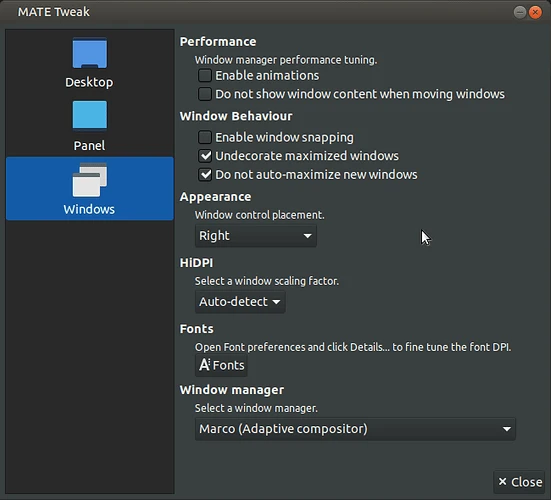 MATE Tweak
Desktop
Panel
Windows
Performance
Window manager performance tuning.
Enable animations
Do not show window content when moving windows
Window Behaviour
Enable window snapping
Undecorate maximized windows
Do not auto-maximize new windows
Appearance
Window control placement.
Right
HiDPI
Select a window scaling factor.
Auto-detect
Fonts
Open Font preferences and click Details... to fine tune the font DPI.
Fonts
Window manager
Select a window manager.
Marco (Adaptive compositor)
Close